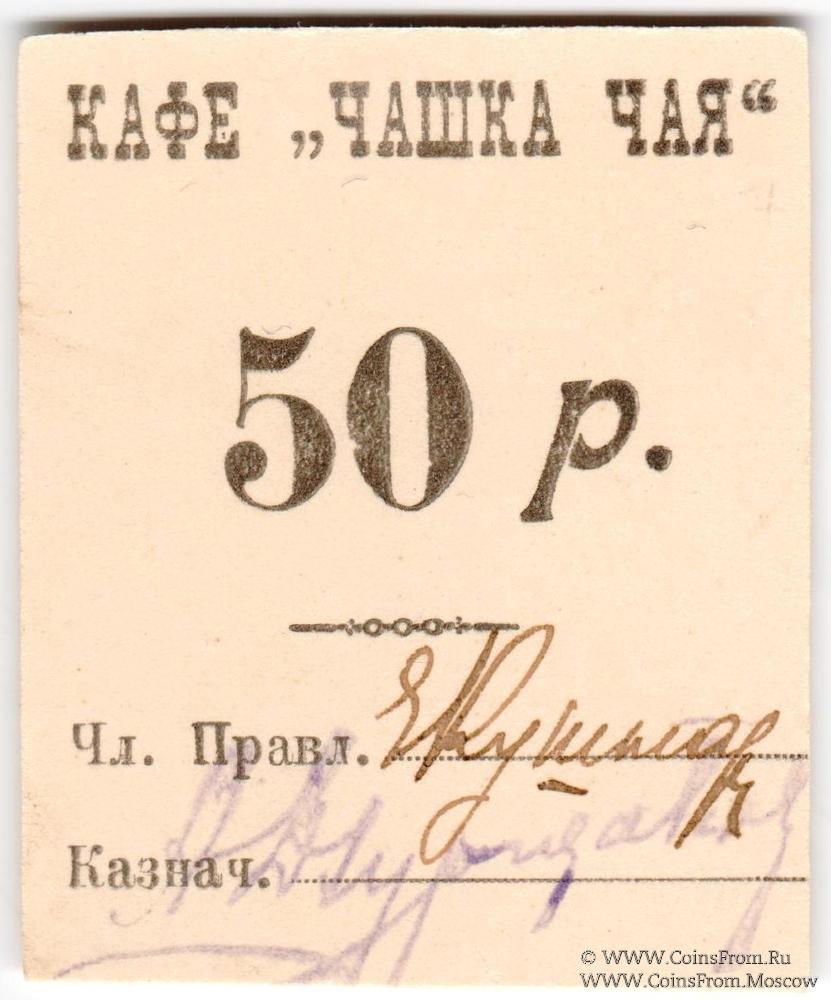 КАФЕ „ЧАШКА ЧАЯ“
50 р.
Чл. Правл.
Казнач.
© WWW.CoinsFrom.Ru
WWW.CoinsFrom.Moscow